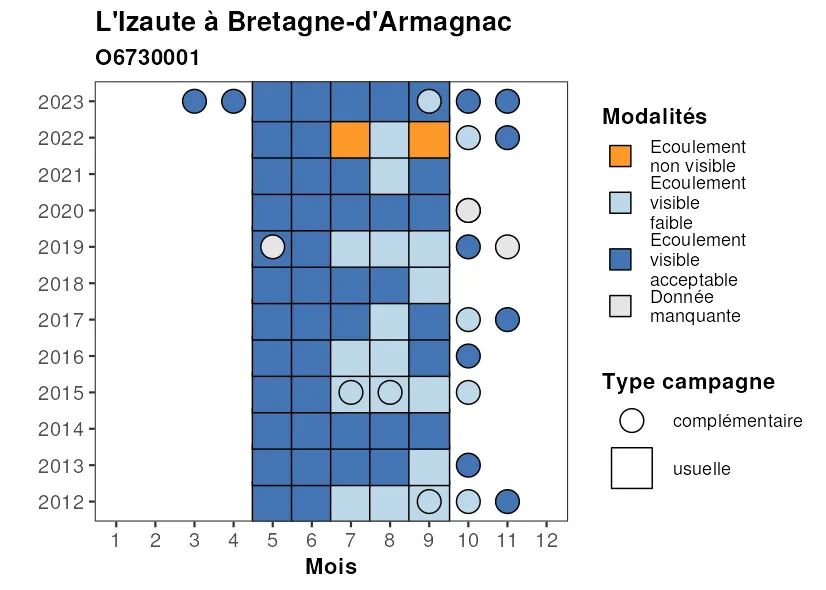 L'Izaute à Bretagne-d'Armagnac
O6730001
2023
2022
2021
2020
2019
2018
2017
2016
2015
2014
2013
2012
1 2 3 4 5 6 7 8 9 10 11 12
Mois
Modalités
Ecoulement
non visible
Ecoulement
visible
faible
Ecoulement
visible
acceptable
Donnée
manquante
Type campagne
complémentaire
usuelle